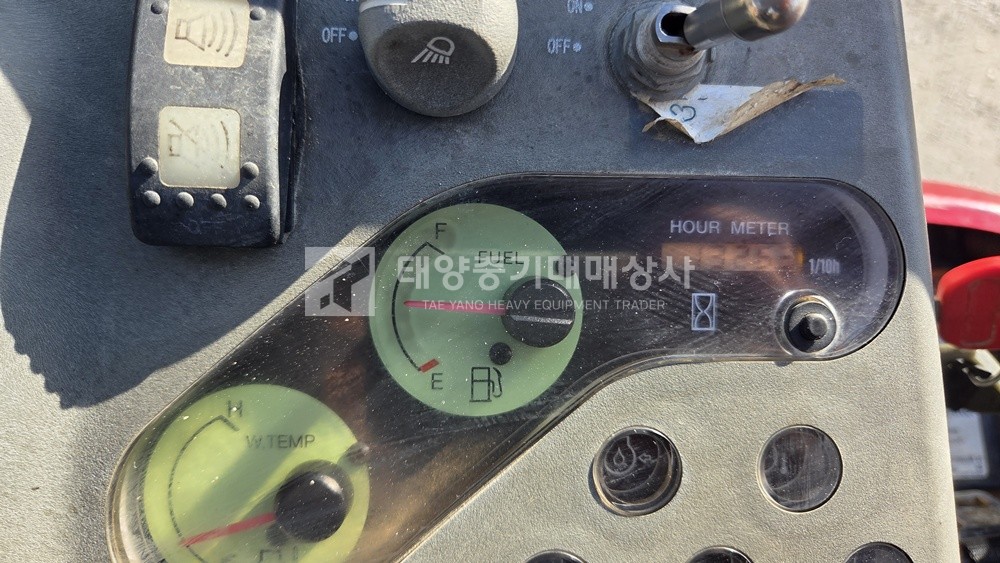 ON
OFF
OFF
3
HOUR METER
F
FUEL
1/10h
태양중기매매상사
TAE YANG HEAVY EQUIPMENT TRADER
E
H
W.TEMP